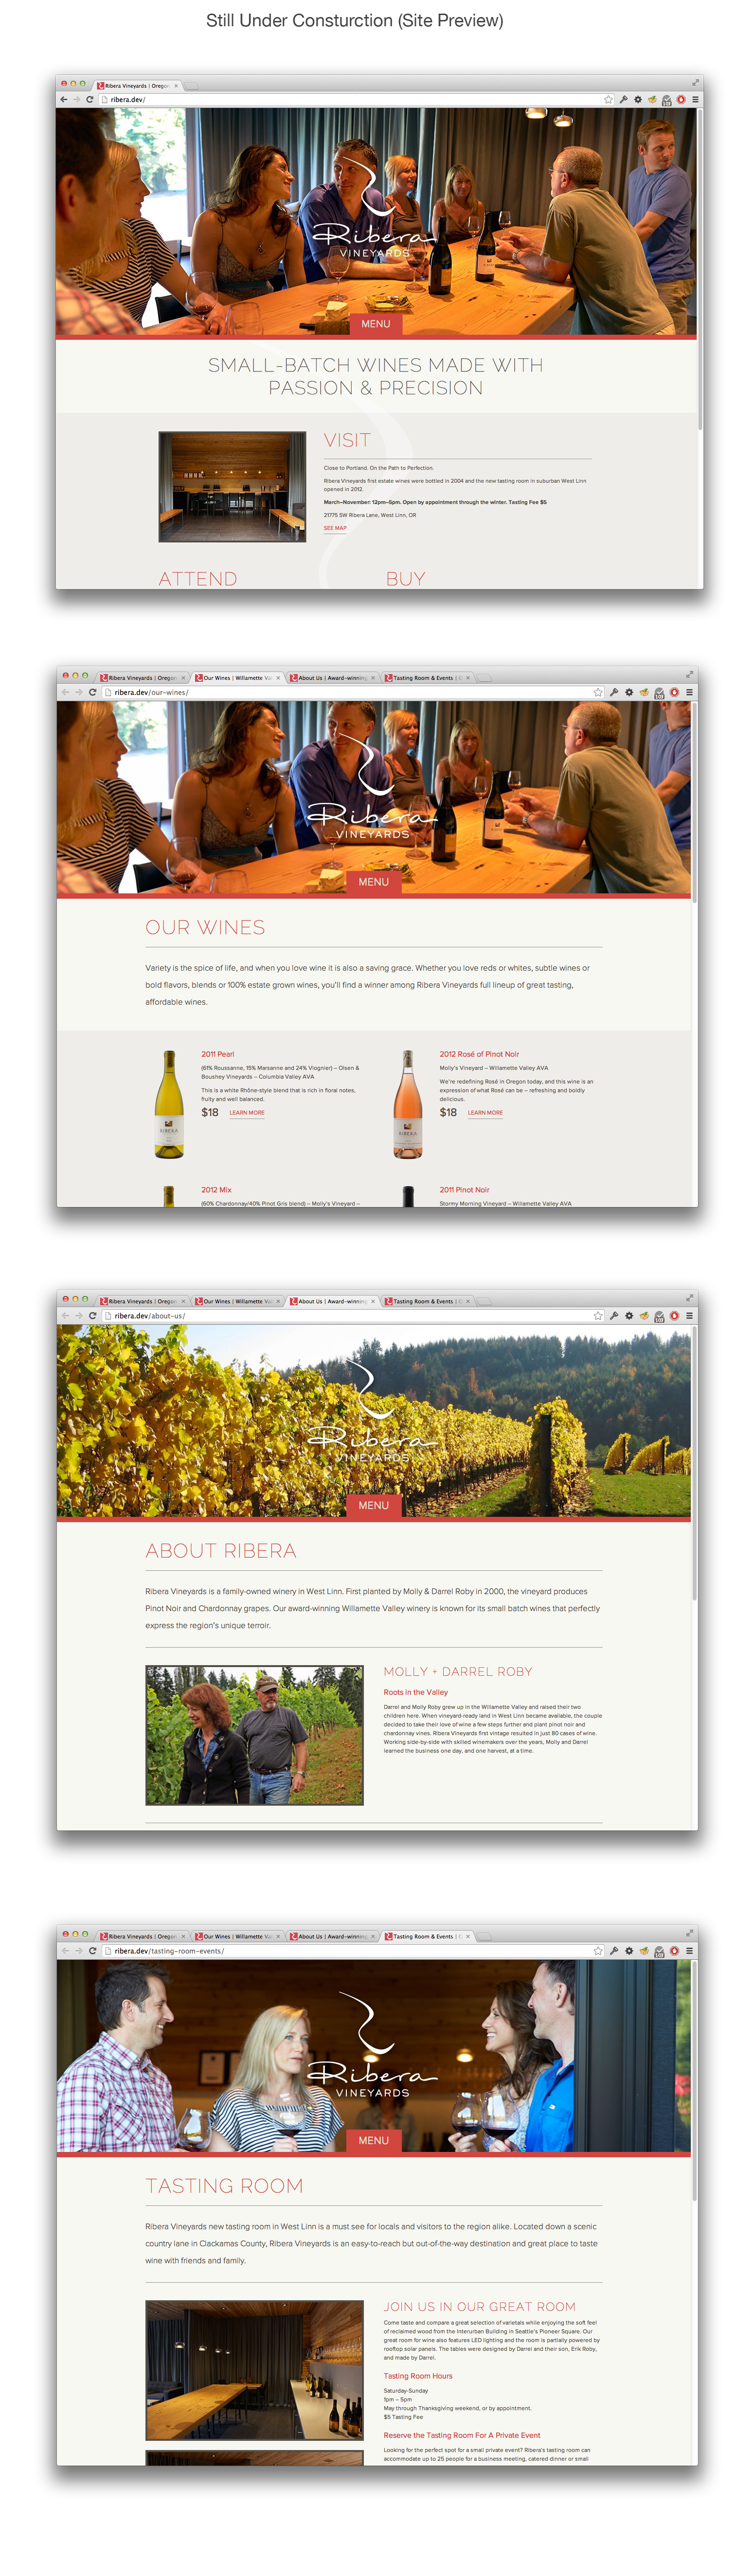 Still Under Consturction (Site Preview)
Ribera Vineyards | Oregon
ribera.dev/
Ribera
VINEYARDS
MENU
SMALL-BATCH WINES MADE WITH
PASSION & PRECISION
VISIT
Close to Portland. On the Path to Perfection.
Ribera Vineyards first estate wines were bottled in 2004 and the new tasting room in suburban West Linn
opened in 2012.
March–November: 12pm–5pm. Open by appointment through the winter. Tasting Fee $5
21775 SW Ribera Lane, West Linn, OR
SEE MAP
ATTEND
BUY
Ribera Vineyards | Oregon
Our Wines | Willamette Va
About Us | Award-winning
Tasting Room & Events |
ribera.dev/our-wines/
Ribera
VINEYARDS
MENU
OUR WINES
Variety is the spice of life, and when you love wine it is also a saving grace. Whether you love reds or whites, subtle wines or
bold flavors, blends or 100% estate grown wines, you'll find a winner among Ribera Vineyards full lineup of great tasting,
affordable wines.
2011 Pearl
(61% Roussanne, 15% Marsanne and 24% Viognier) – Olsen &
Boushey Vineyards – Columbia Valley AVA
This is a white Rhône-style blend that is rich in floral notes,
fruity and well balanced.
$18 LEARN MORE
RIBERA
2012 Rosé of Pinot Noir
Molly's Vineyard – Willamette Valley AVA
We're redefining Rosé in Oregon today, and this wine is an
expression of what Rosé can be – refreshing and boldly
delicious.
$18 LEARN MORE
RIBERA
2012 Mix
(60% Chardonnay/40% Pinot Gris blend) – Molly's Vineyard –
2011 Pinot Noir
Stormy Morning Vineyard – Willamette Valley AVA
Ribera Vineyards | Oregon
Our Wines | Willamette Va
About Us | Award-winning
Tasting Room & Events |
ribera.dev/about-us/
Ribera
VINEYARDS
MENU
ABOUT RIBERA
Ribera Vineyards is a family-owned winery in West Linn. First planted by Molly & Darrel Roby in 2000, the vineyard produces
Pinot Noir and Chardonnay grapes. Our award-winning Willamette Valley winery is known for its small batch wines that perfectly
express the region's unique terroir.
MOLLY + DARREL ROBY
Roots in the Valley
Darrel and Molly Roby grew up in the Willamette Valley and raised their two
children here. When vineyard-ready land in West Linn became available, the couple
decided to take their love of wine a few steps further and plant pinot noir and
chardonnay vines. Ribera Vineyards first vintage resulted in just 80 cases of wine.
Working side-by-side with skilled winemakers over the years, Molly and Darrel
learned the business one day, and one harvest, at a time.
Ribera Vineyards | Oregon
Our Wines | Willamette Va
About Us | Award-winning
Tasting Room & Events |
ribera.dev/tasting-room-events/
Ribera
VINEYARDS
MENU
TASTING ROOM
Ribera Vineyards new tasting room in West Linn is a must see for locals and visitors to the region alike. Located down a scenic
country lane in Clackamas County, Ribera Vineyards is an easy-to-reach but out-of-the-way destination and great place to taste
wine with friends and family.
JOIN US IN OUR GREAT ROOM
Come taste and compare a great selection of varietals while enjoying the soft feel
of reclaimed wood from the Interurban Building in Seattle's Pioneer Square. Our
great room for wine also features LED lighting and the room is partially powered by
rooftop solar panels. The tables were designed by Darrel and their son, Erik Roby,
and made by Darrel.
Tasting Room Hours
Saturday-Sunday
1pm – 5pm
May through Thanksgiving weekend, or by appointment.
$5 Tasting Fee
Reserve the Tasting Room For A Private Event
Looking for the perfect spot for a small private event? Ribera's tasting room can
accommodate up to 25 people for a business meeting, catered dinner or small